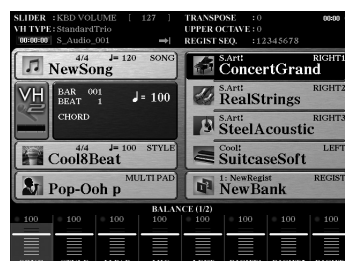 SLIDER : KBD VOLUME [ 127 ] TRANSPOSE : 0 00:00
VH TYPE : StandardTrio UPPER OCTAVE : 0
00:00:00 S_Audio_001 REGIST SEQ. : 12345678
4/4 ♩= 120 SONG
NewSong
S.Art! RIGHT1
ConcertGrand
VH 2
BAR 001
BEAT 1
♩= 100
CHORD
S.Art! RIGHT2
RealStrings
S.Art! RIGHT3
SteelAcoustic
4/4 ♩= 100 STYLE
Cool8Beat
Cool! LEFT
SuitcaseSoft
MULTI PAD
Pop-Ooh p
1: NewRegist REGIST
NewBank
BALANCE (1/2)
100 100 100 100 100 100 100 100